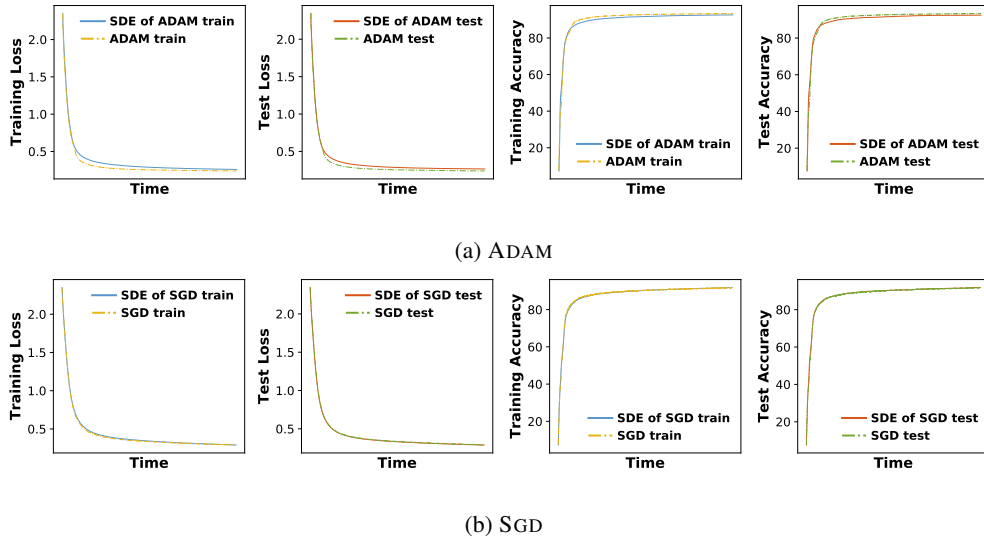 Training Loss
2.0
1.5
1.0
0.5
SDE of ADAM train
ADAM train
Time
Test Loss
2.0
1.5
1.0
0.5
SDE of ADAM test
ADAM test
Time
Training Accuracy
80
60
40
20
SDE of ADAM train
ADAM train
Time
Test Accuracy
80
60
40
20
SDE of ADAM test
ADAM test
Time
(a) ADAM
Training Loss
2.0
1.5
1.0
0.5
SDE of SGD train
SGD train
Time
Test Loss
2.0
1.5
1.0
0.5
SDE of SGD test
SGD test
Time
Training Accuracy
80
60
40
20
SDE of SGD train
SGD train
Time
Test Accuracy
80
60
40
20
SDE of SGD test
SGD test
Time
(b) SGD